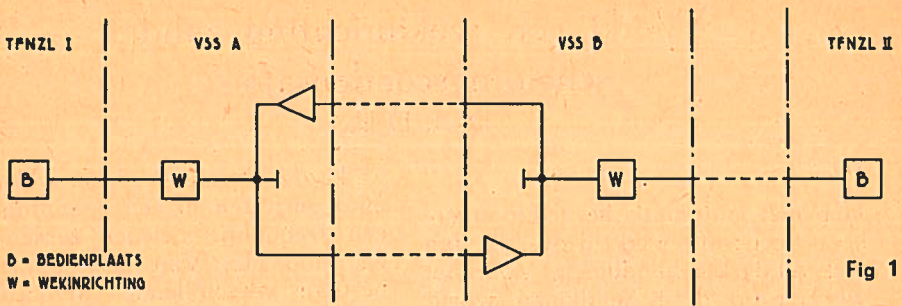 TFNZL I
VSS A
VSS B
TFNZL II
B
W
W
B
B = BEDIENPLAATS
W = WEKINRICHTING
Fig 1